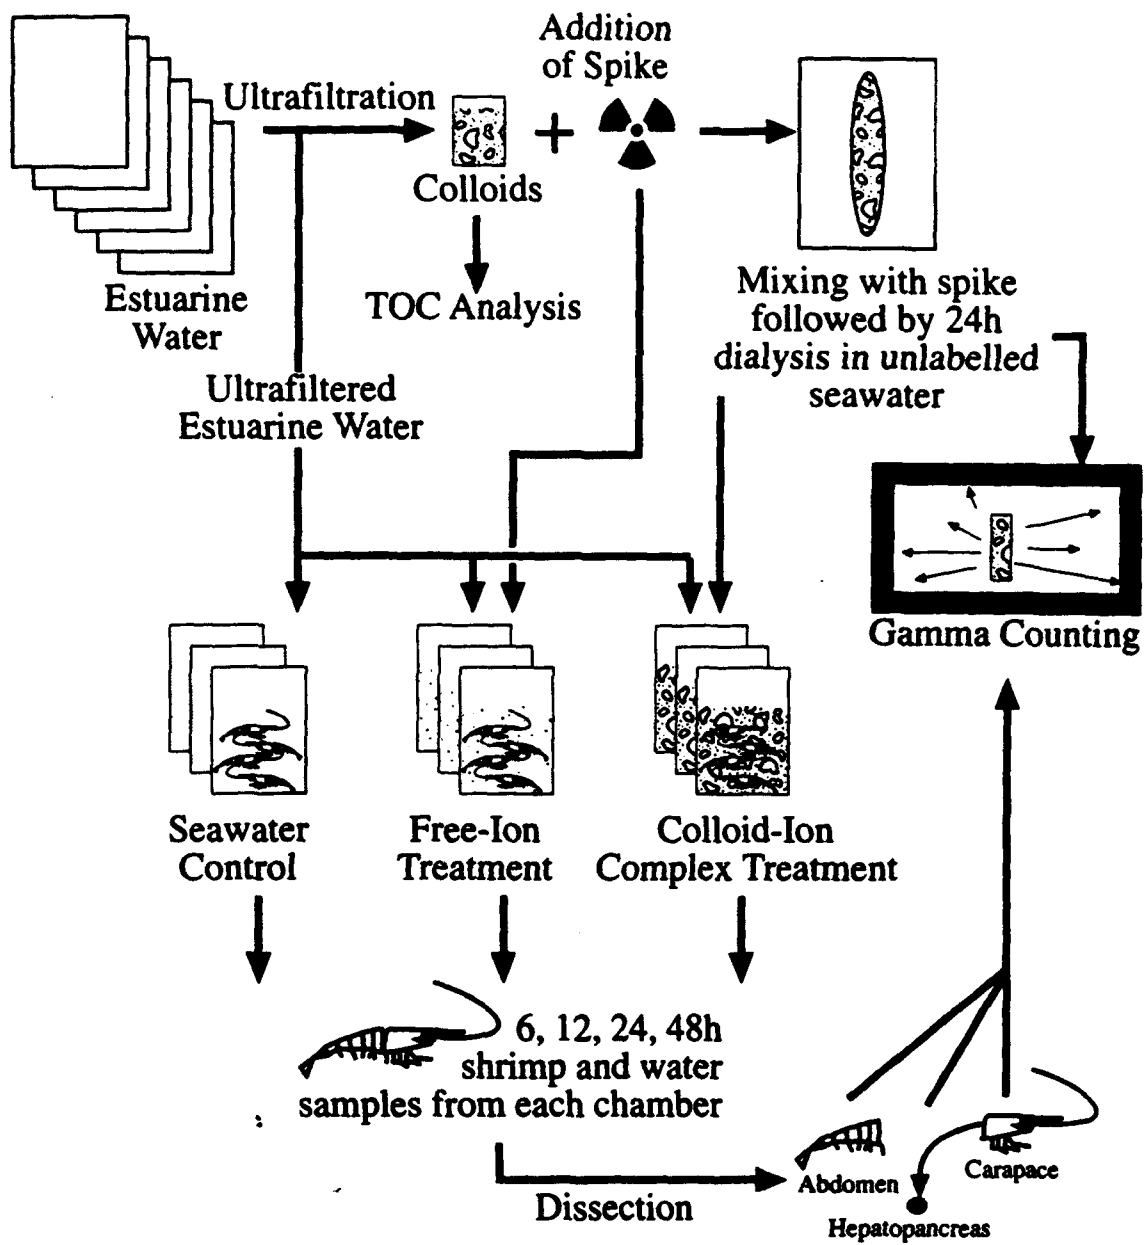 Addition
of Spike
Ultrafiltration
+
Colloids
TOC Analysis
Estuarine
Water
Mixing with spike
followed by 24h
dialysis in unlabelled
seawater
Ultrafiltered
Estuarine Water
Gamma Counting
Seawater
Control
Free-Ion
Treatment
Colloid-Ion
Complex Treatment
6, 12, 24, 48h
shrimp and water
samples from each chamber
Dissection
Abdomen
Carapace
Hepatopancreas